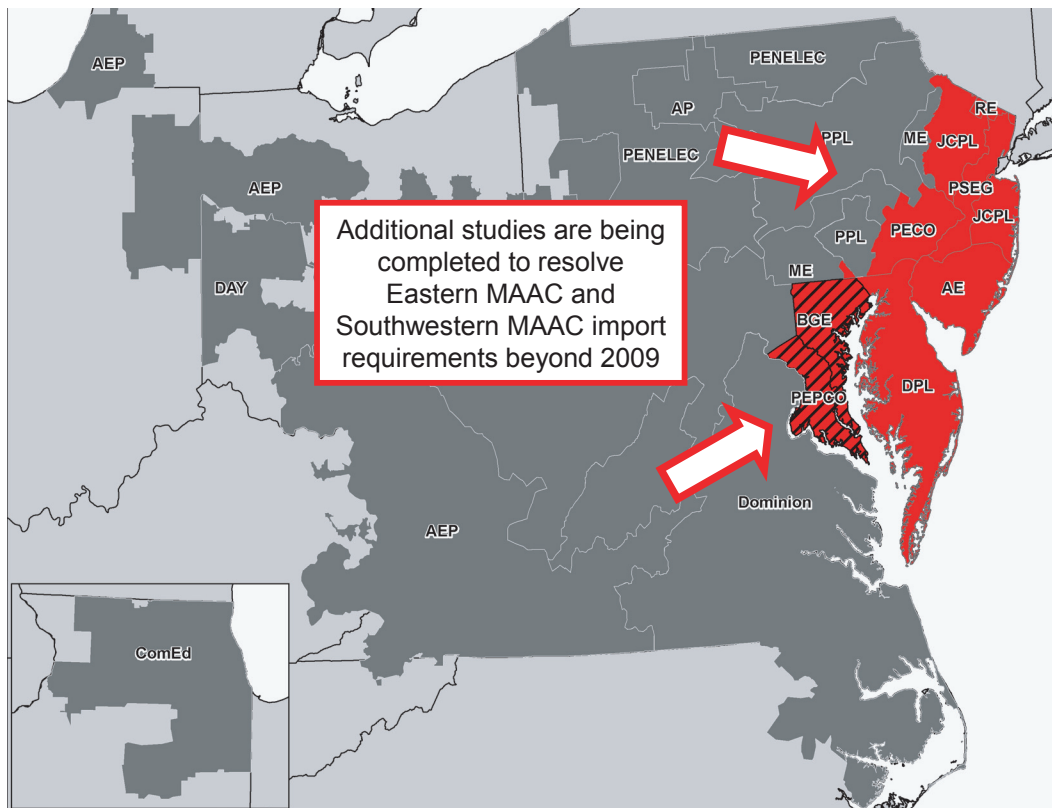 AEP
PENELEC
AP
RE
PPL
ME
JCPL
PENELEC
AEP
PSEG
JCPL
PECO
PPL
Additional studies are being
completed to resolve
Eastern MAAC and
Southwestern MAAC import
requirements beyond 2009
ME
DAY
AE
BGE
DPL
PEPCO
Dominion
AEP
ComEd